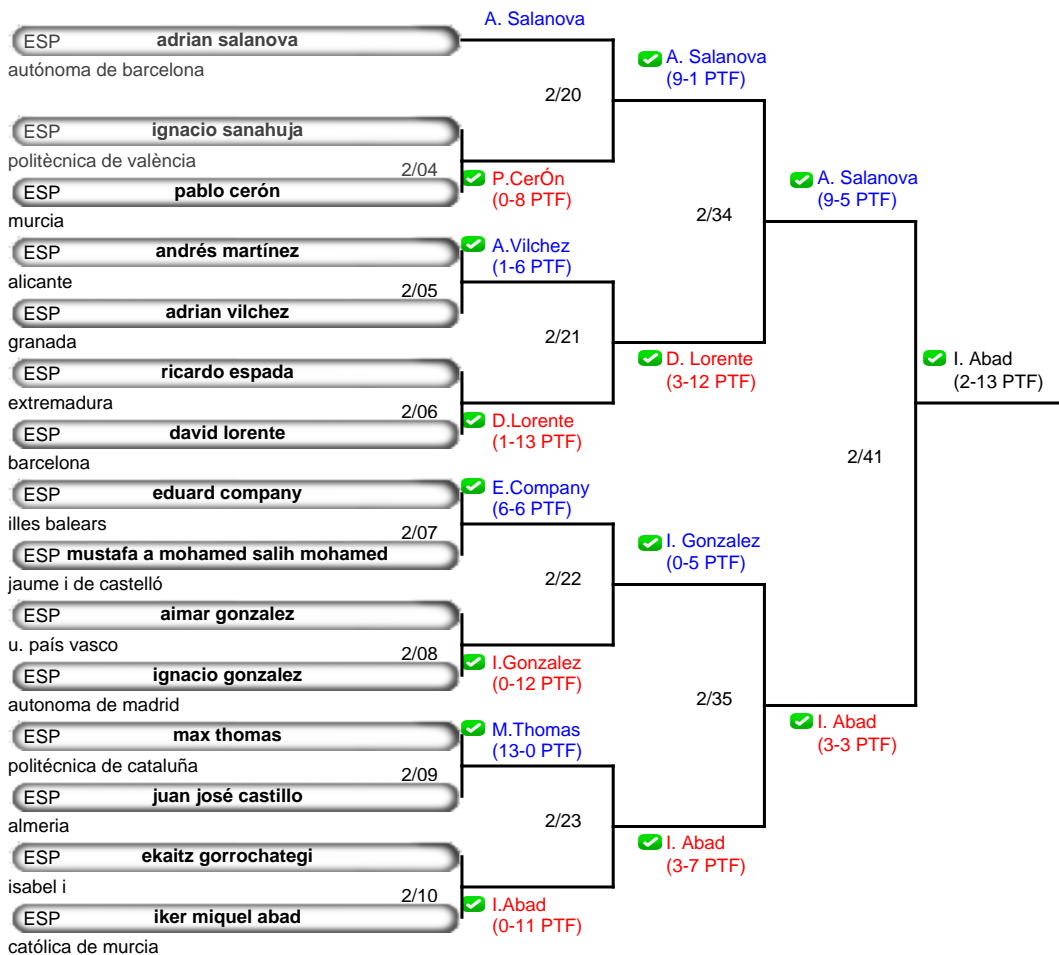 A. Salanova
ESP adrian salanova
autónoma de barcelona
A. Salanova
(9-1 PTF)
2/20
ESP ignacio sanahuja
politècnica de valència
2/04
P.CerÓn
(0-8 PTF)
ESP pablo cerón
murcia
A. Salanova
(9-5 PTF)
2/34
ESP andrés martínez
alicante
A.Vilchez
(1-6 PTF)
2/05
ESP adrian vilchez
granada
2/21
D. Lorente
(3-12 PTF)
ESP ricardo espada
extremadura
2/06
ESP david lorente
barcelona
D.Lorente
(1-13 PTF)
I. Abad
(2-13 PTF)
2/41
ESP eduard company
illes balears
E.Company
(6-6 PTF)
2/07
ESP mustafa a mohamed salih mohamed
jaume i de castelló
I. Gonzalez
(0-5 PTF)
2/22
ESP aimar gonzalez
u. país vasco
2/08
ESP ignacio gonzalez
autonoma de madrid
I.Gonzalez
(0-12 PTF)
2/35
I. Abad
(3-3 PTF)
ESP max thomas
politécnica de cataluña
M.Thomas
(13-0 PTF)
2/09
ESP juan josé castillo
almeria
2/23
I. Abad
(3-7 PTF)
ESP ekaitz gorrochategi
isabel i
2/10
ESP iker miquel abad
católica de murcia
I.Abad
(0-11 PTF)